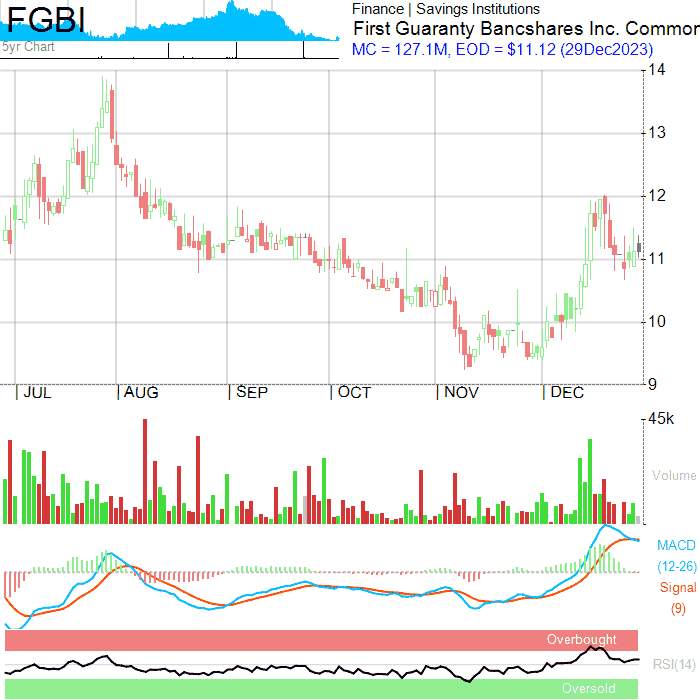 FGBI
5yr Chart
Finance | Savings Institutions
First Guaranty Bancshares Inc. Common
MC = 127.1M, EOD = $11.12 (29Dec2023)
14
13
12
11
10
9
JUL AUG SEP OCT NOV DEC
45k
Volume
MACD
(12-26)
Signal
(9)
Overbought
RSI(14)
Oversold